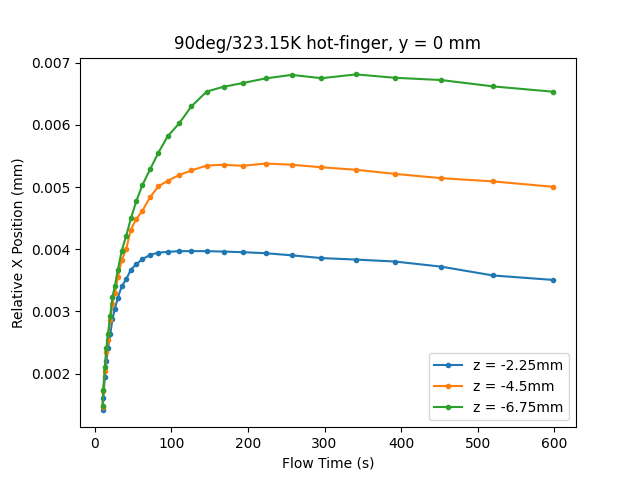 90deg/323.15K hot-finger, y = 0 mm
0.007
0.006
0.005
0.004
0.003
0.002
Relative X Position (mm)
z = -2.25mm
z = -4.5mm
z = -6.75mm
0 100 200 300 400 500 600
Flow Time (s)